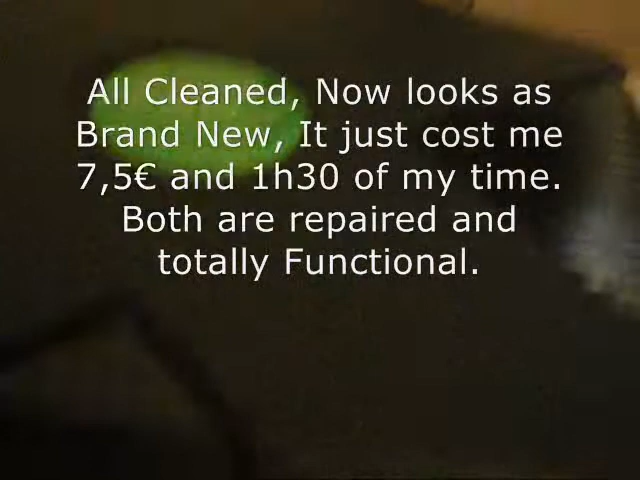 All Cleaned, Now looks as
Brand New, It just cost me
7,5€ and 1h30 of my time.
Both are repaired and
totally Functional.